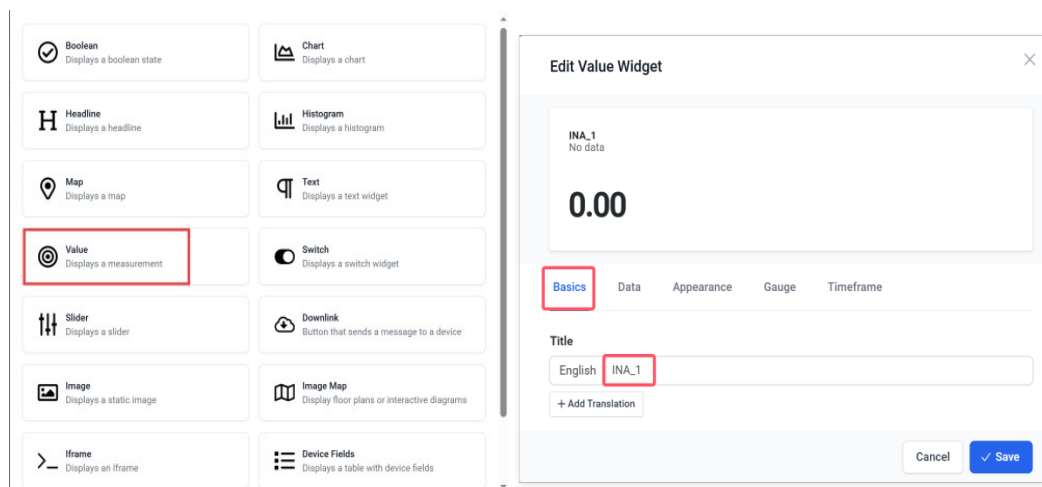 Boolean
Displays a boolean state
Chart
Displays a chart
Headline
Displays a headline
Histogram
Displays a histogram
Map
Displays a map
Text
Displays a text widget
Value
Displays a measurement
Switch
Displays a switch widget
Slider
Displays a slider
Downlink
Button that sends a message to a device
Image
Displays a static image
Image Map
Display floor plans or interactive diagrams
Iframe
Displays an Iframe
Device Fields
Displays a table with device fields
Edit Value Widget
INA_1
No data
0.00
Basics Data Appearance Gauge Timeframe
Title
English INA_1
+ Add Translation
Cancel ✓ Save